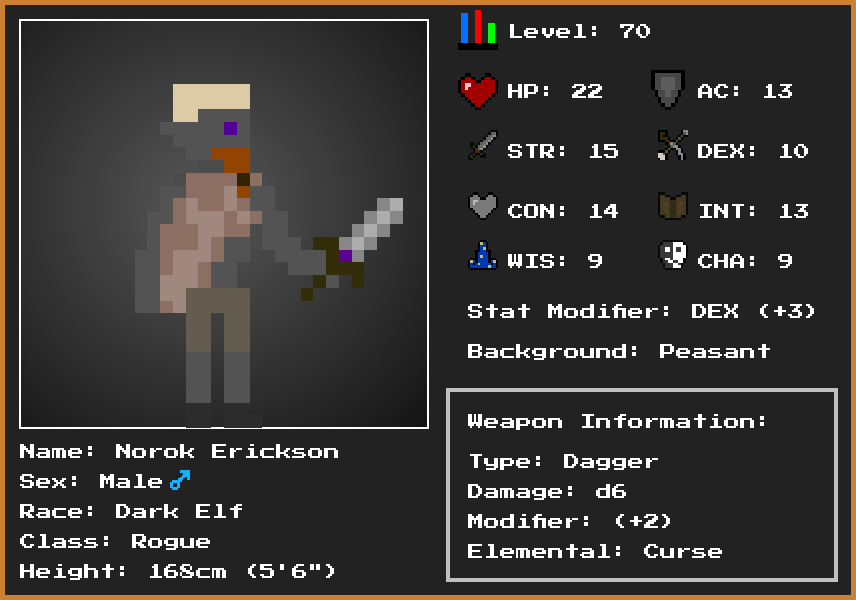 Level: 70
HP: 22
AC: 13
STR: 15
DEX: 10
CON: 14
INT: 13
WIS: 9
CHA: 9
Stat Modifier: DEX (+3)
Background: Peasant
Weapon Information:
Type: Dagger
Damage: d6
Modifier: (+2)
Elemental: Curse
Name: Norok Erickson
Sex: Male♂
Race: Dark Elf
Class: Rogue
Height: 168cm (5'6")